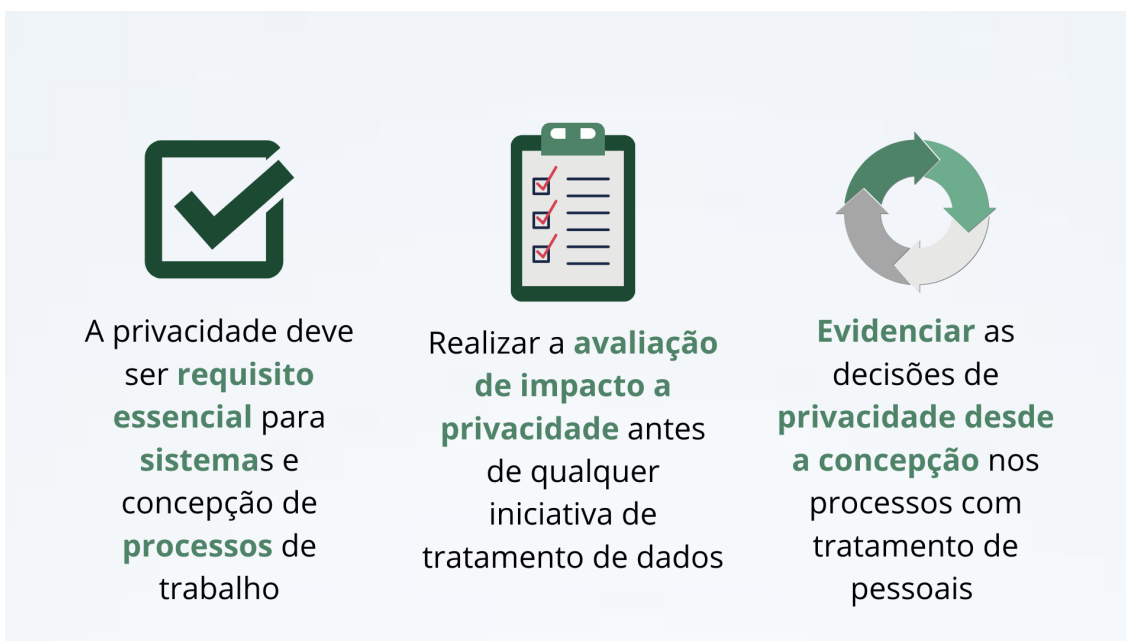 A privacidade deve
ser requisito
essencial para
sistemas e
concepção de
processos de
trabalho
Realizar a avaliação
de impacto a
privacidade antes
de qualquer
iniciativa de
tratamento de dados
Evidenciar as
decisões de
privacidade desde
a concepção nos
processos com
tratamento de
pessoais